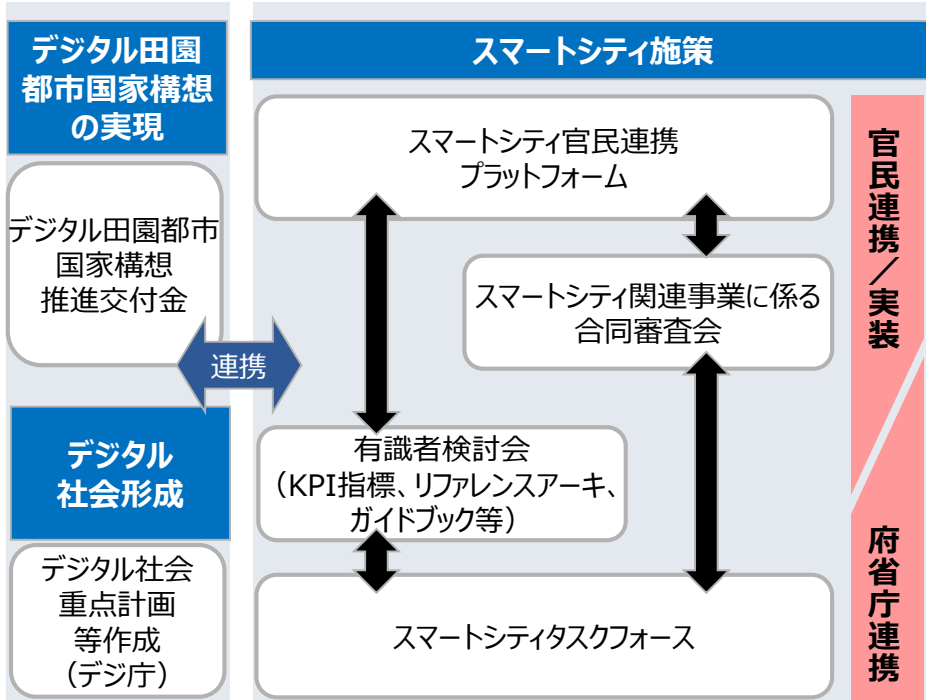 デジタル田園
都市国家構想
の実現
デジタル田園都市
国家構想
推進交付金
連携
デジタル
社会形成
デジタル社会
重点計画
等作成
（デジ庁）
スマートシティ施策
スマートシティ官民連携
プラットフォーム
スマートシティ関連事業に係る
合同審査会
有識者検討会
（KPI指標、リファレンスアーキ、
ガイドブック等）
スマートシティタスクフォース
官民連携／実装
府省庁連携